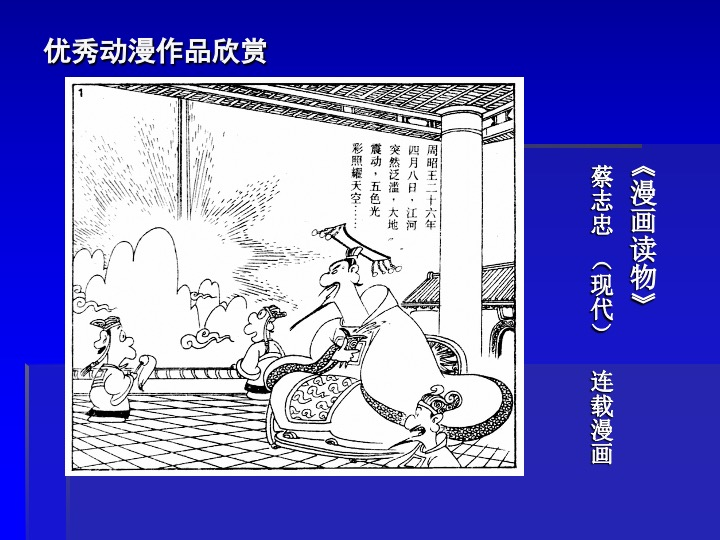 优秀动漫作品欣赏
1
周昭王二十六年
四月八日，江河
突然泛滥，大地
震动，五色光
彩照耀天空……
《漫画读物》
蔡志忠 （现代） 连载漫画